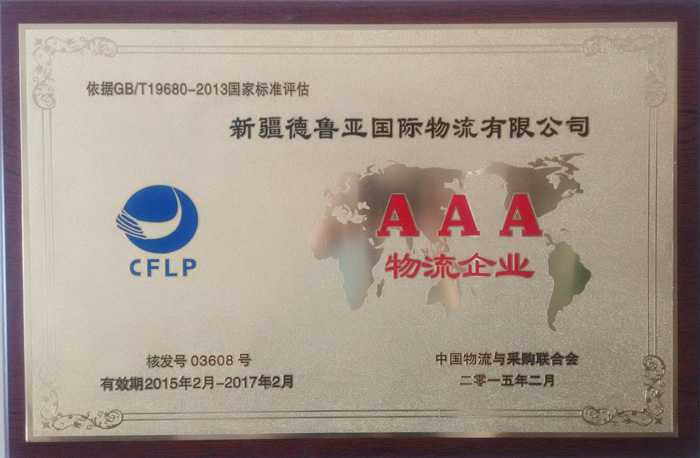 依据GB/T19680-2013国家标准评估
新疆德鲁亚国际物流有限公司
AAA
物流企业
CFLP
核发号 03608 号
有效期2015年2月-2017年2月
中国物流与采购联合会
二零一五年二月